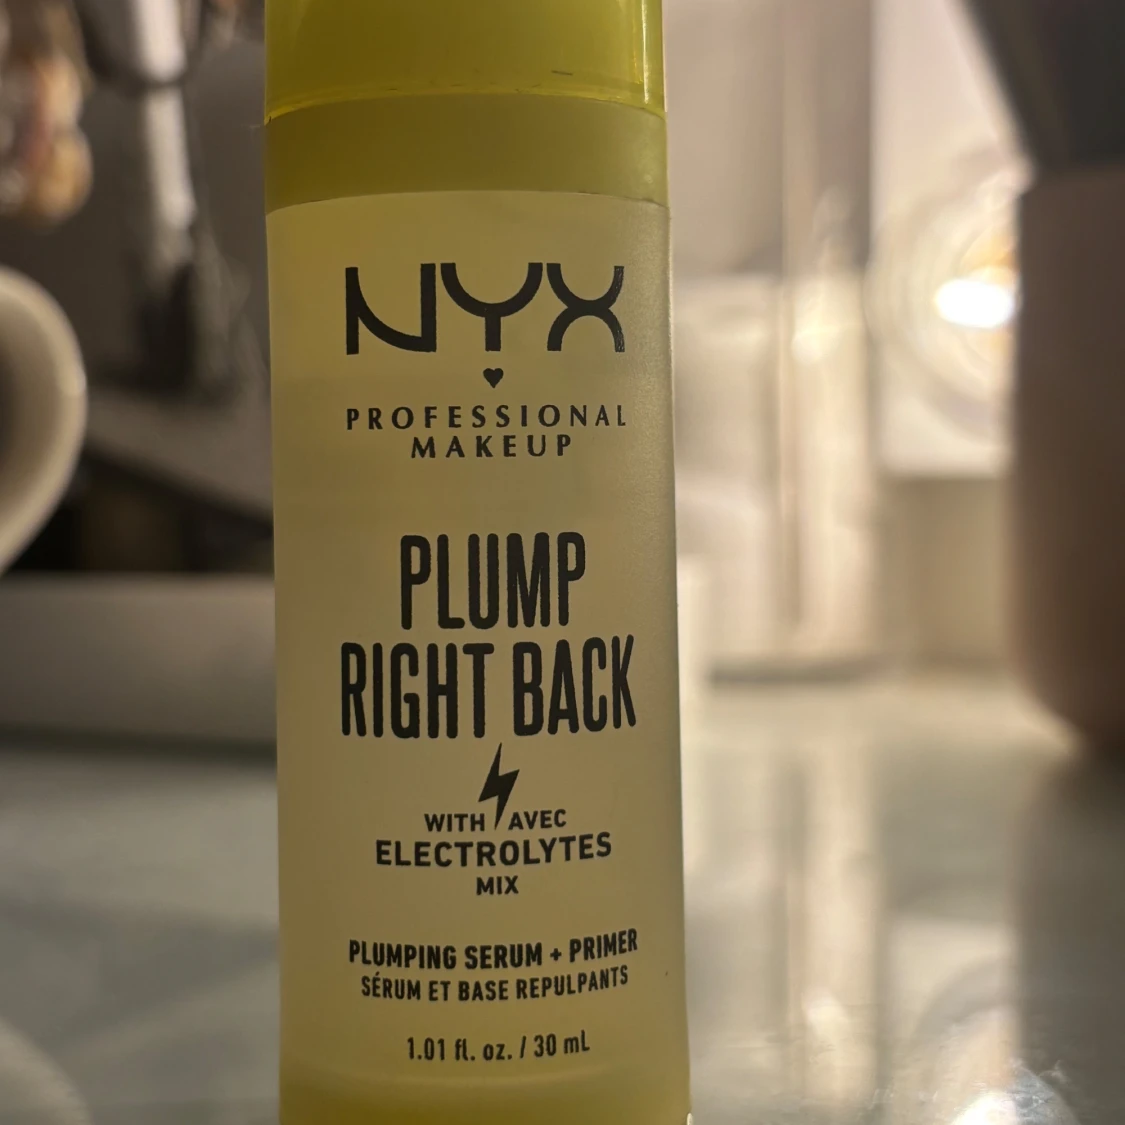 NYX
PROFESSIONAL
MAKEUP
PLUMP
RIGHT BACK
WITH / AVEC
ELECTROLYTES
MIX
PLUMPING SERUM + PRIMER
SÉRUM ET BASE REPULPANTS
1.01 fl. oz. / 30 mL